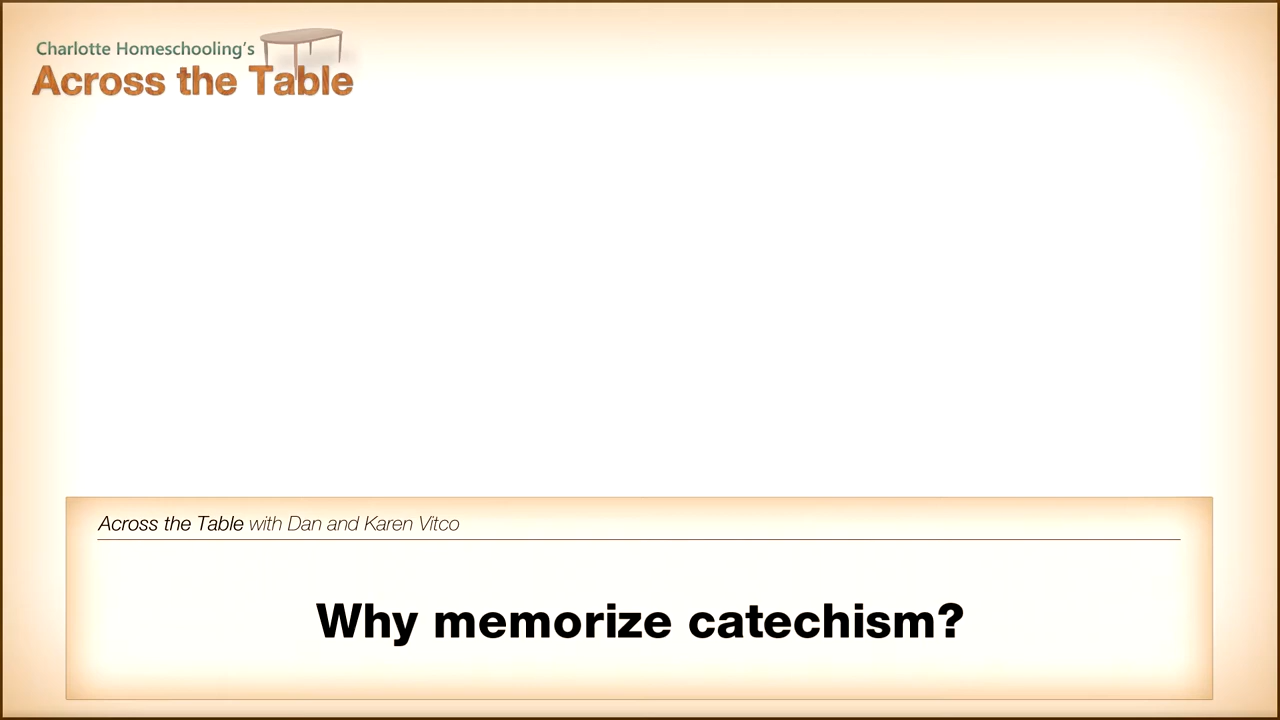 Charlotte Homeschooling's
Across the Table
Across the Table with Dan and Karen Vitco
Why memorize catechism?